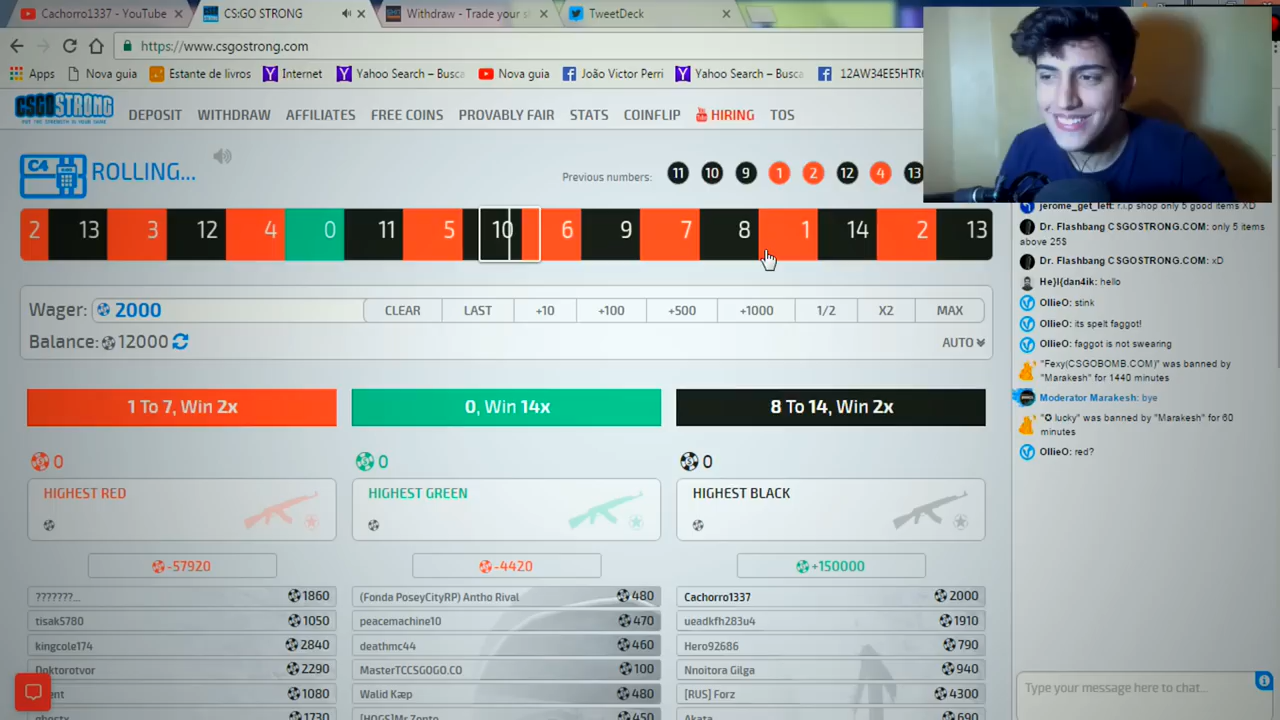 Cachorro1337 - YouTube
CS:GO STRONG
Withdraw - Trade your s
TweetDeck
https://www.csgostrong.com
Apps
Nova guia
Estante de livros
Internet
Yahoo Search – Busca
Nova guia
João Victor Perri
Yahoo Search – Busca
12AW34EE5HTR
CSGOSTRONG
DEPOSIT
WITHDRAW
AFFILIATES
FREE COINS
PROVABLY FAIR
STATS
COINFLIP
HIRING
TOS
C4
ROLLING...
Previous numbers:
11 10 9 1 2 12 4 13
2 13 3 12 4 0 11 5 10 6 9 7 8 1 14 2 13
Wager: 2000
CLEAR LAST +10 +100 +500 +1000 1/2 X2 MAX
Balance: 12000
AUTO
1 To 7, Win 2x
0, Win 14x
8 To 14, Win 2x
0
0
0
HIGHEST RED
HIGHEST GREEN
HIGHEST BLACK
-57920
-4420
+150000
???????... 1860
tisak5780 1050
kingcole174 2840
Doktorotvor 2290
ent 1080
1730
(Fonda PoseyCityRP) Antho Rival 480
peacemachine10 470
deathmc44 460
MasterTCCSGOGO.CO 100
Walid Kæp 480
[HOGS]Mr.Zonto 450
Cachorro1337 2000
ueadkfh283u4 1910
Hero92686 790
Nnoitora Gilga 940
[RUS] Forz 4300
Akata 690
jerome_get_left: r.i.p shop only 5 good items XD
Dr. Flashbang CSGOSTRONG.COM: only 5 items
above 25$
Dr. Flashbang CSGOSTRONG.COM: xD
He}I{dan4ik: hello
OllieO: stink
OllieO: its spelt faggot!
OllieO: faggot is not swearing
"Fexy(CSGOBOMB.COM)" was banned by
"Marakesh" for 1440 minutes
Moderator Marakesh: bye
"✪ lucky" was banned by "Marakesh" for 60
minutes
OllieO: red?
Type your message here to chat...